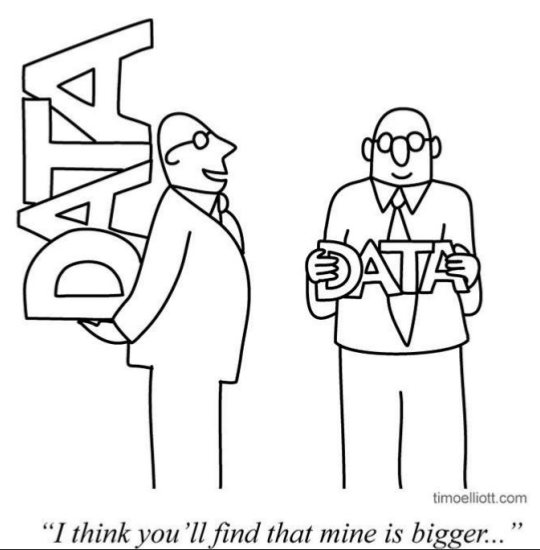 DATA
DATA
timoelliott.com
“I think you’ll find that mine is bigger...”